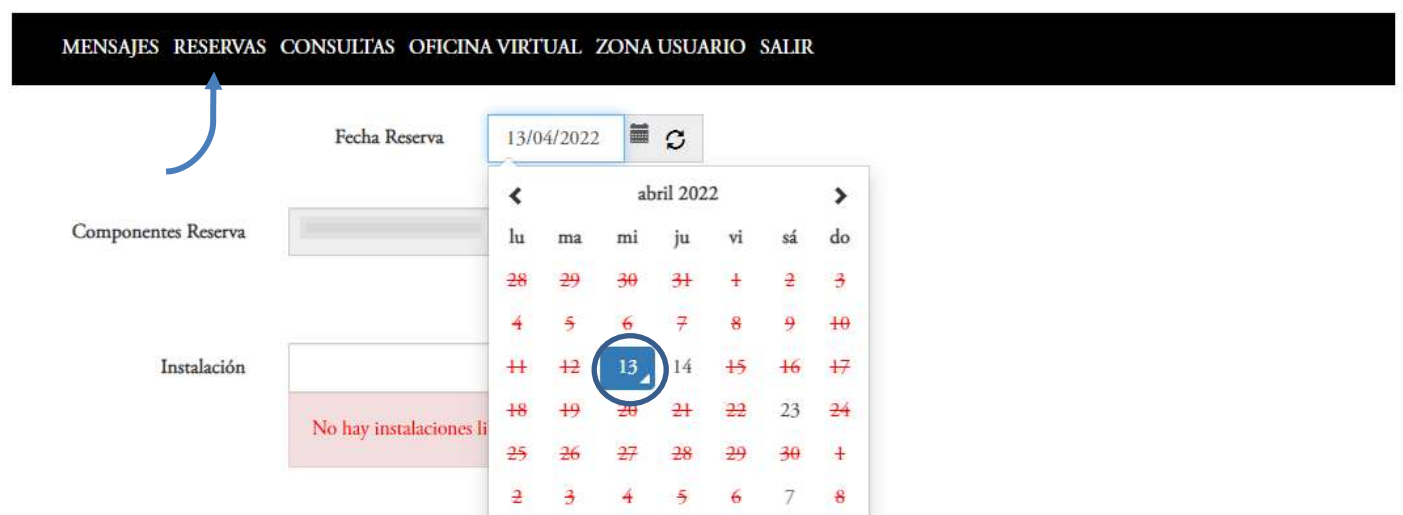 MENSAJES RESERVAS CONSULTAS OFICINA VIRTUAL ZONA USUARIO SALIR
Fecha Reserva 13/04/2022
abril 2022
Componentes Reserva
lu ma mi ju vi sá do
28 29 30 31 1 2 3
4 5 6 7 8 9 10
Instalación
11 12 13 14 15 16 17
18 19 20 21 22 23 24
No hay instalaciones li
25 26 27 28 29 30 1
2 3 4 5 6 7 8